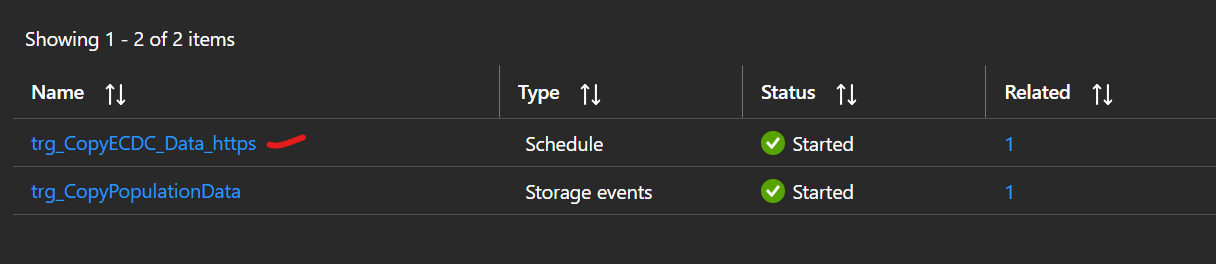 Showing 1 - 2 of 2 items
Name Type Status Related
trg_CopyECDC_Data_https Schedule Started 1
trg_CopyPopulationData Storage events Started 1